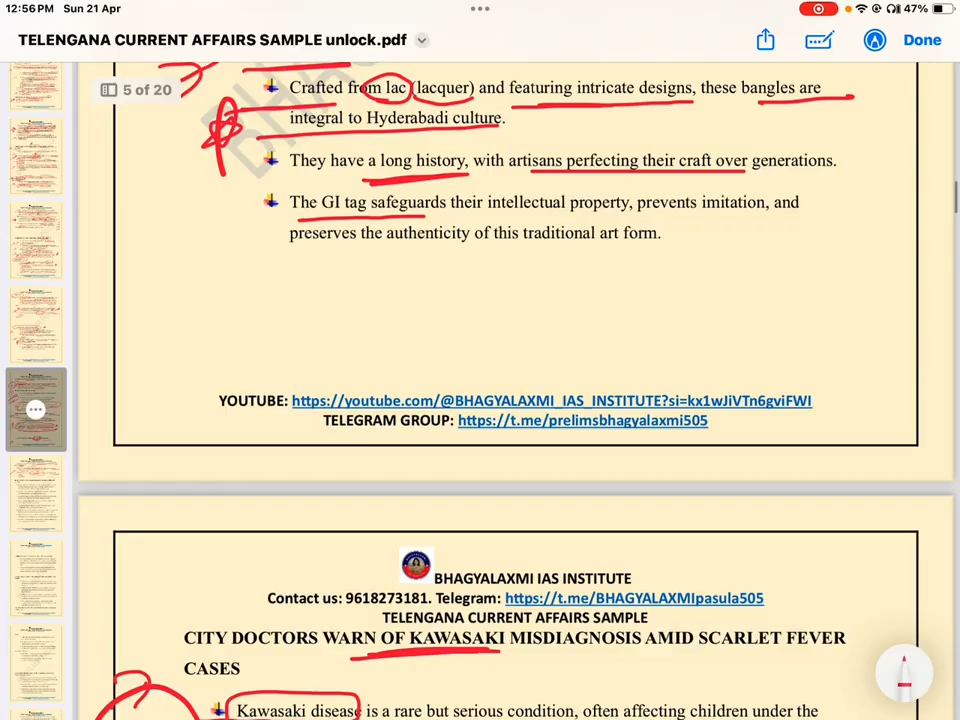 12:56 PM Sun 21 Apr
47%
TELENGANA CURRENT AFFAIRS SAMPLE unlock.pdf
Done
5 of 20
Crafted from lac (lacquer) and featuring intricate designs, these bangles are
integral to Hyderabadi culture.
They have a long history, with artisans perfecting their craft over generations.
The GI tag safeguards their intellectual property, prevents imitation, and
preserves the authenticity of this traditional art form.
YOUTUBE: https://youtube.com/@BHAGYALAXMI_IAS_INSTITUTE?si=kx1wJiVTn6gviFWI
TELEGRAM GROUP: https://t.me/prelimsbhagyalaxmi505
BHAGYALAXMI IAS INSTITUTE
Contact us: 9618273181. Telegram: https://t.me/BHAGYALAXMIpasula505
TELENGANA CURRENT AFFAIRS SAMPLE
CITY DOCTORS WARN OF KAWASAKI MISDIAGNOSIS AMID SCARLET FEVER
CASES
Kawasaki disease is a rare but serious condition, often affecting children under the